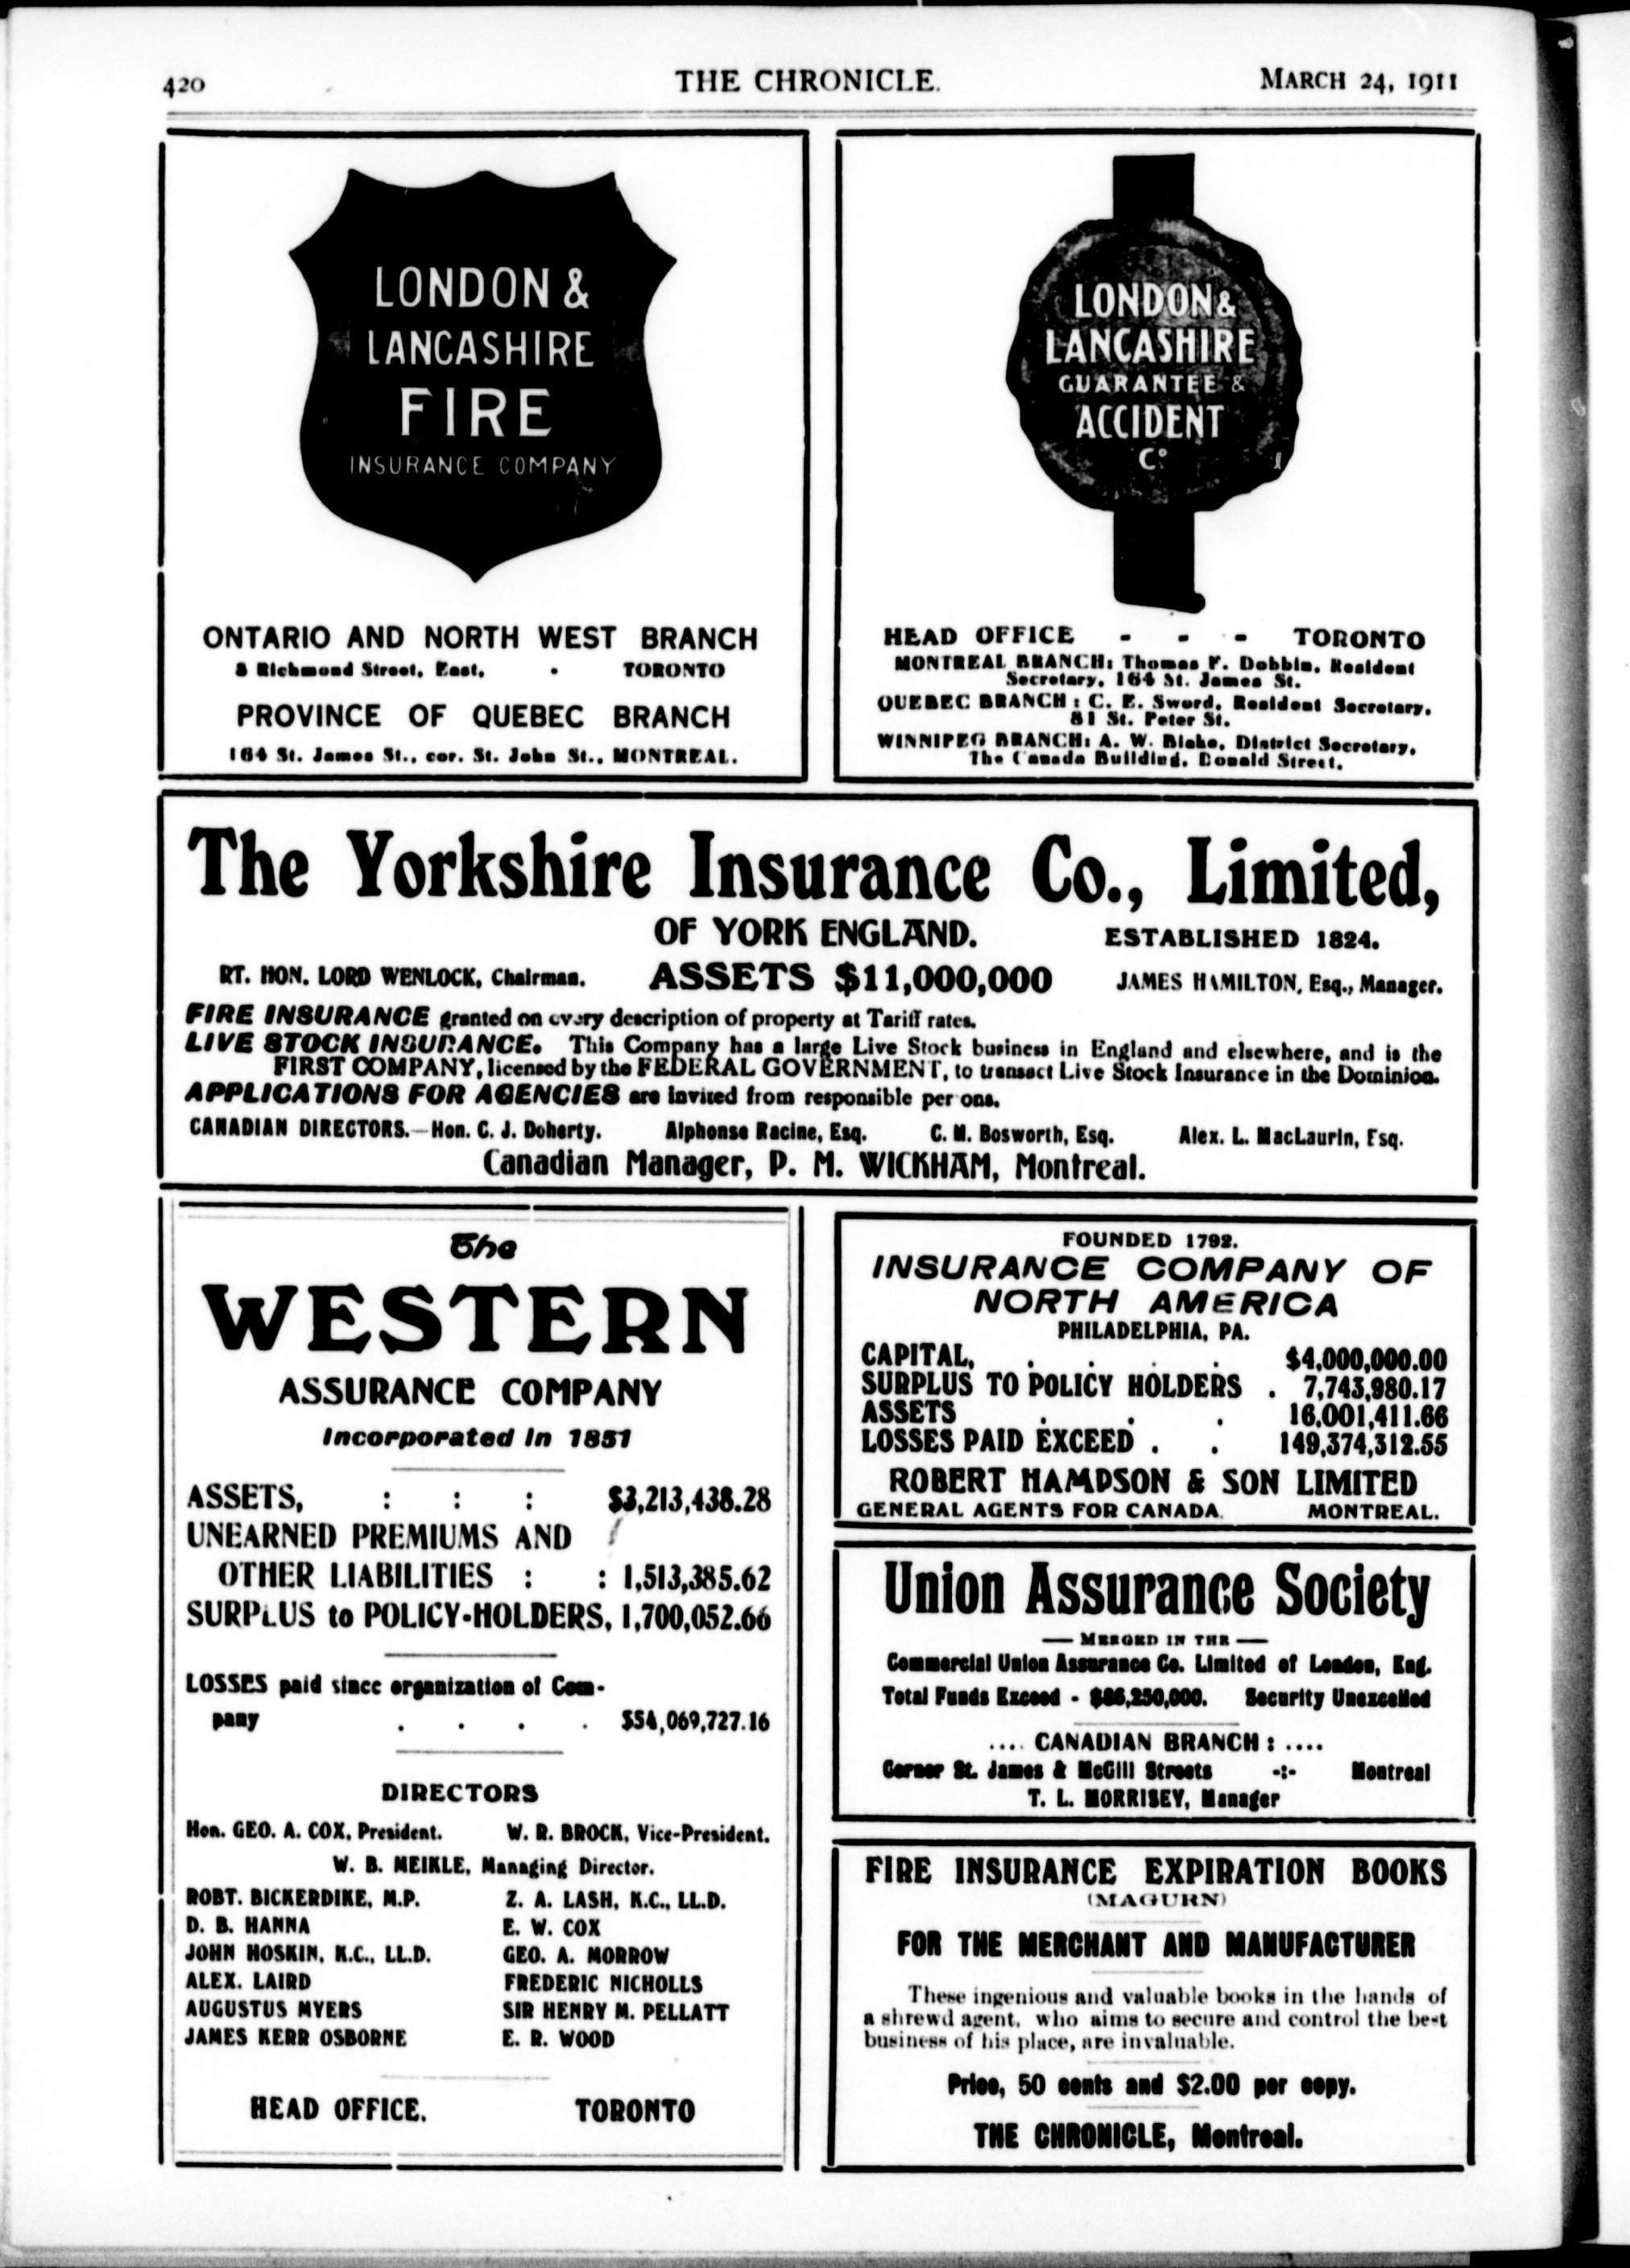 420
THE CHRONICLE.
MARCH 24, 1911
LONDON &
LANCASHIRE
FIRE
INSURANCE COMPANY
ONTARIO AND NORTH WEST BRANCH
8 Richmond Street, East, . TORONTO
PROVINCE OF QUEBEC BRANCH
164 St. James St., cor. St. John St., MONTREAL.
LONDON &
LANCASHIRE
GUARANTEE &
ACCIDENT
Co
HEAD OFFICE - - - TORONTO
MONTREAL BRANCH: Thomas F. Dobbin, Resident
Secretary, 164 St. James St.
QUEBEC BRANCH : C. E. Sword, Resident Secretary,
81 St. Peter St.
WINNIPEG BRANCH: A. W. Blake, District Secretary,
The Canada Building, Donald Street.
The Yorkshire Insurance Co., Limited,
OF YORK ENGLAND. ESTABLISHED 1824.
RT. HON. LORD WENLOCK, Chairman. ASSETS $11,000,000 JAMES HAMILTON, Esq., Manager.
FIRE INSURANCE granted on every description of property at Tariff rates.
LIVE STOCK INSURANCE. This Company has a large Live Stock business in England and elsewhere, and is the
FIRST COMPANY, licensed by the FEDERAL GOVERNMENT, to transact Live Stock Insurance in the Dominion.
APPLICATIONS FOR AGENCIES are invited from responsible per ons.
CANADIAN DIRECTORS.—Hon. C. J. Doherty. Alphonse Racine, Esq. C. M. Bosworth, Esq. Alex. L. MacLaurin, Esq.
Canadian Manager, P. M. WICKHAM, Montreal.
The
WESTERN
ASSURANCE COMPANY
Incorporated in 1851
ASSETS, : : : $3,213,438.28
UNEARNED PREMIUMS AND
OTHER LIABILITIES : : 1,513,385.62
SURPLUS to POLICY-HOLDERS, 1,700,052.66
LOSSES paid since organization of Com-
pany . . . . $54,069,727.16
DIRECTORS
Hon. GEO. A. COX, President. W. R. BROCK, Vice-President.
W. B. MEIKLE, Managing Director.
ROBT. BICKERDIKE, M.P. Z. A. LASH, K.C., LL.D.
D. B. HANNA E. W. COX
JOHN HOSKIN, K.C., LL.D. GEO. A. MORROW
ALEX. LAIRD FREDERIC NICHOLLS
AUGUSTUS MYERS SIR HENRY M. PELLATT
JAMES KERR OSBORNE E. R. WOOD
HEAD OFFICE. TORONTO
FOUNDED 1792.
INSURANCE COMPANY OF
NORTH AMERICA
PHILADELPHIA, PA.
CAPITAL, . . . . $4,000,000.00
SURPLUS TO POLICY HOLDERS . 7,743,980.17
ASSETS . . . 16,001,411.66
LOSSES PAID EXCEED . . 149,374,312.55
ROBERT HAMPSON & SON LIMITED
GENERAL AGENTS FOR CANADA. MONTREAL.
Union Assurance Society
— MERGED IN THE —
Commercial Union Assurance Co. Limited of London, Eng.
Total Funds Exceed - $86,250,000. Security Unexcelled
.... CANADIAN BRANCH : ....
Corner St. James & McGill Streets -:- Montreal
T. L. MORRISEY, Manager
FIRE INSURANCE EXPIRATION BOOKS
(MAGURN)
FOR THE MERCHANT AND MANUFACTURER
These ingenious and valuable books in the hands of
a shrewd agent, who aims to secure and control the best
business of his place, are invaluable.
Price, 50 cents and $2.00 per copy.
THE CHRONICLE, Montreal.